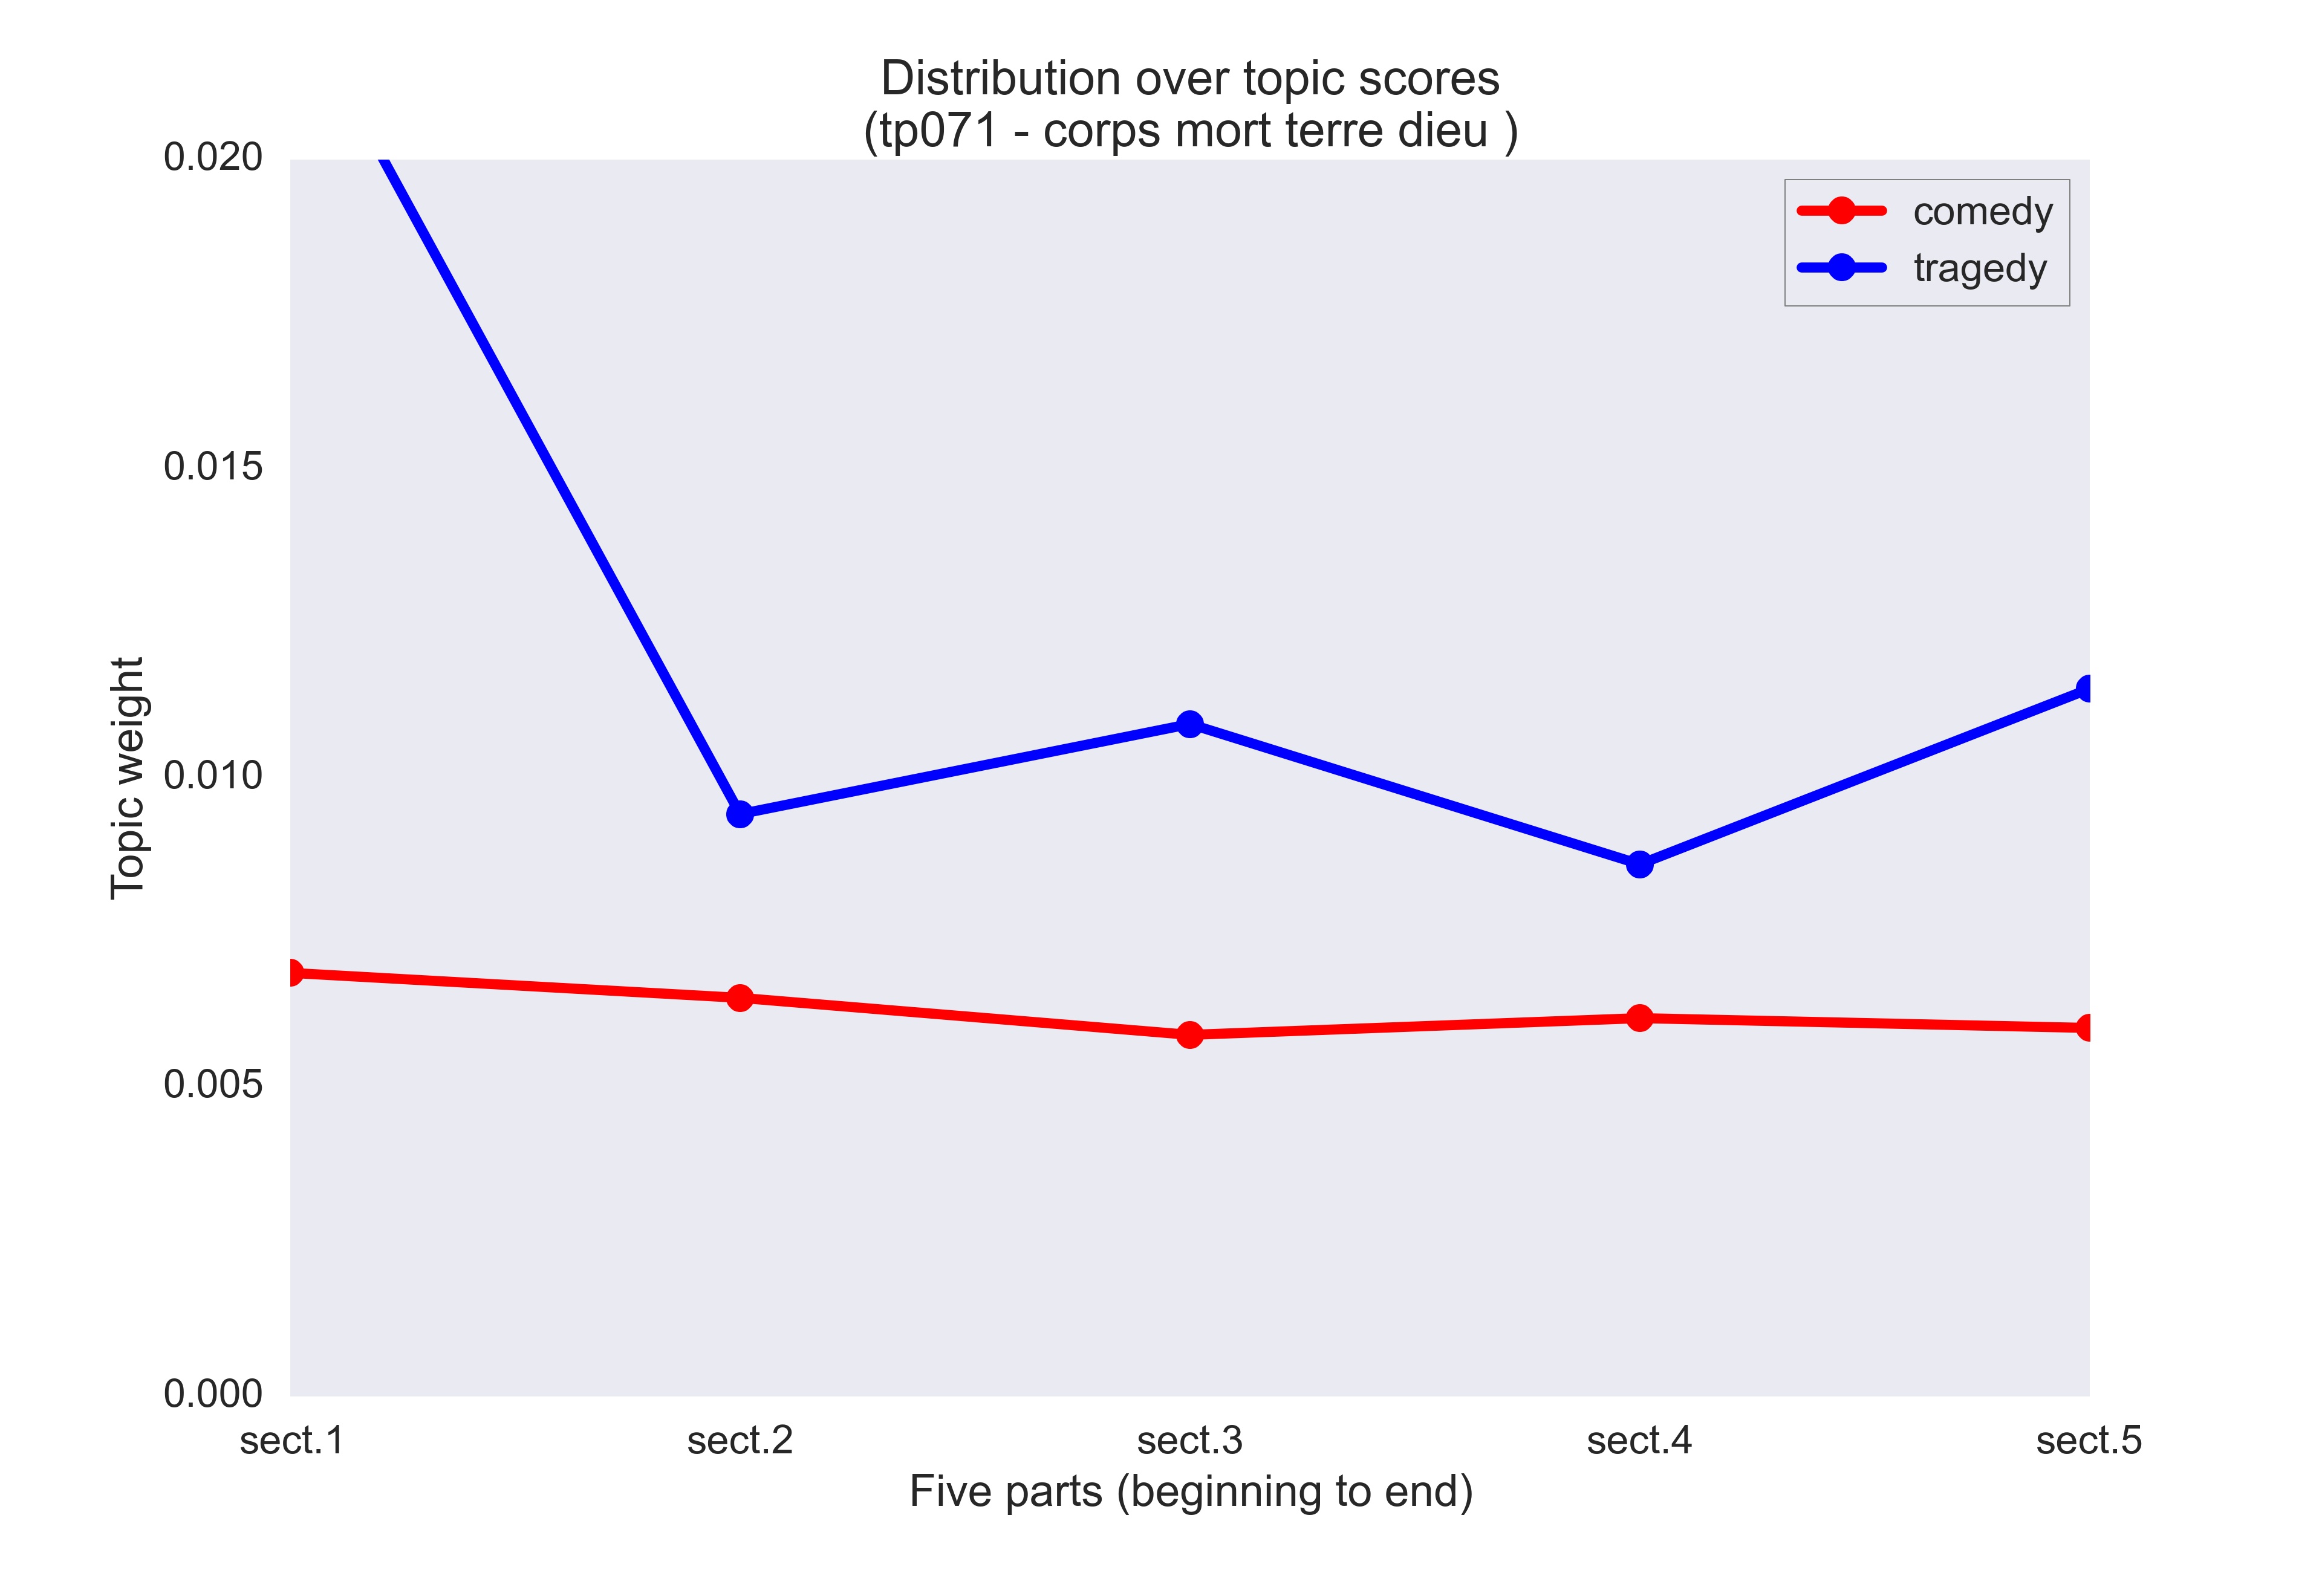 Distribution over topic scores
(tp071 - corps mort terre dieu )
0.020
0.015
0.010
0.005
0.000
Topic weight
comedy
tragedy
sect.1 sect.2 sect.3 sect.4 sect.5
Five parts (beginning to end)